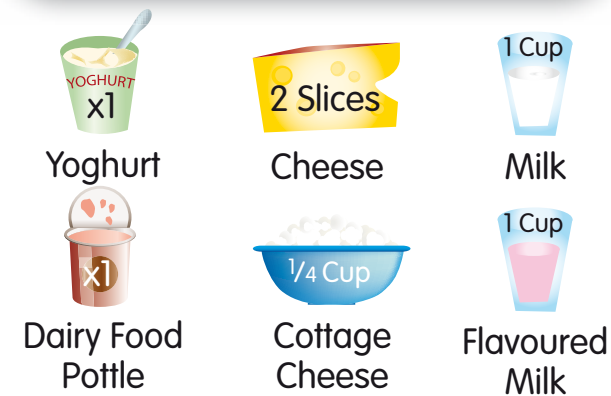 YOGHURT
x1
Yoghurt
2 Slices
Cheese
1 Cup
Milk
x1
Dairy Food
Pottle
1/4 Cup
Cottage
Cheese
1 Cup
Flavoured
Milk